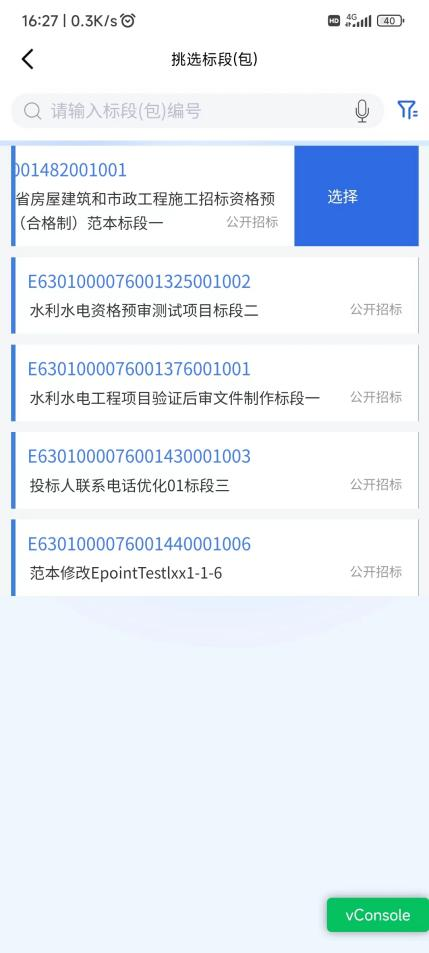 16:27 | 0.3K/s
HD 4G 40
挑选标段(包)
请输入标段(包)编号
001482001001
省房屋建筑和市政工程施工招标资格预
（合格制）范本标段一 公开招标
选择
E6301000076001325001002
水利水电资格预审测试项目标段二 公开招标
E6301000076001376001001
水利水电工程项目验证后审文件制作标段一 公开招标
E6301000076001430001003
投标人联系电话优化01标段三 公开招标
E6301000076001440001006
范本修改EpointTestlxx1-1-6 公开招标
vConsole